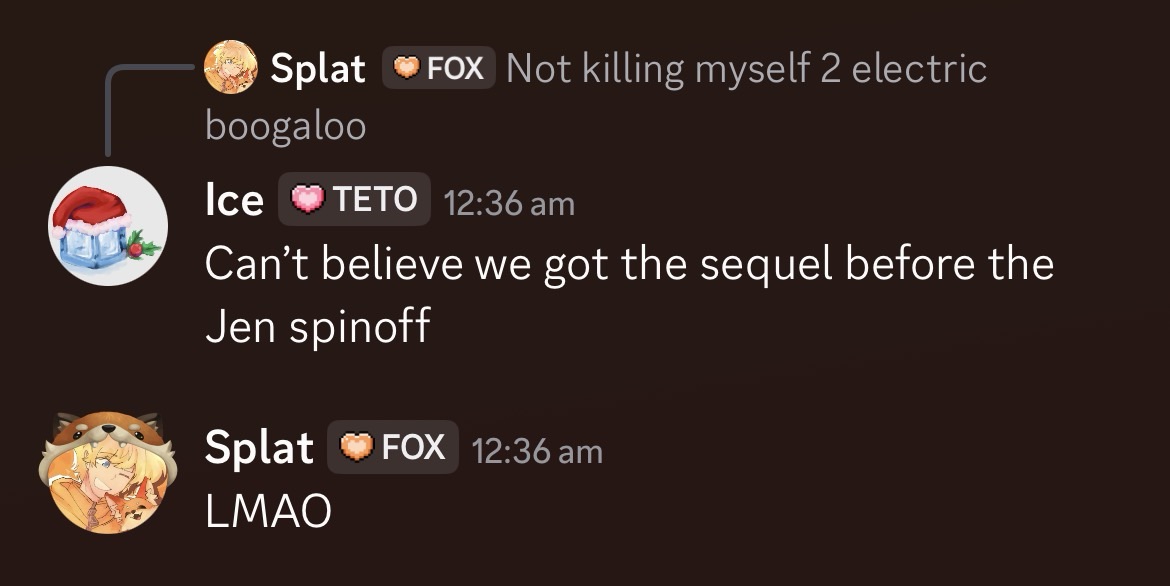 Splat FOX Not killing myself 2 electric
boogaloo
Ice TETO 12:36 am
Can’t believe we got the sequel before the
Jen spinoff
Splat FOX 12:36 am
LMAO